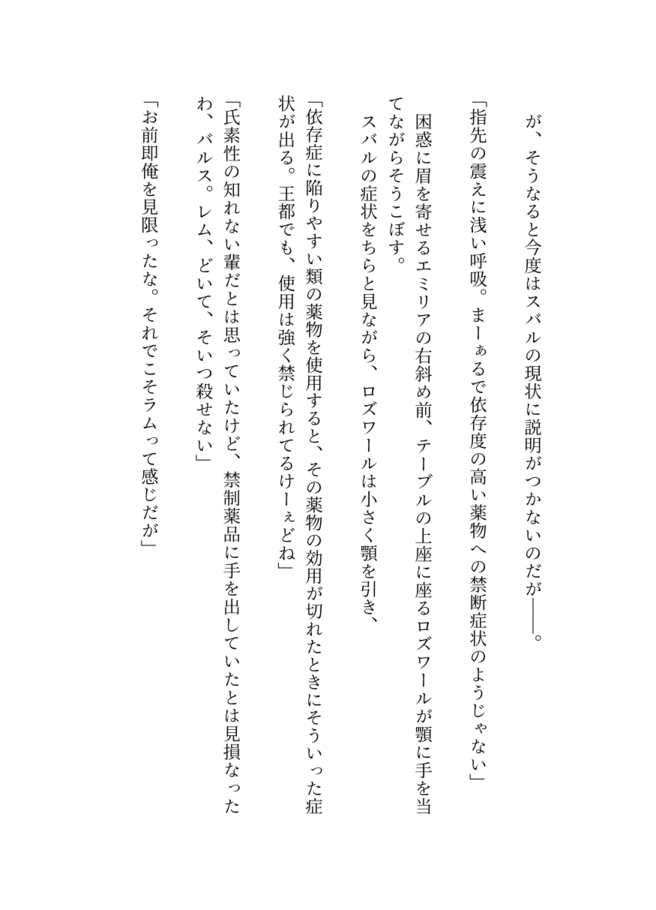 が、そうなると今度はスバルの現状に説明がつかないのだが――。
「指先の震えに浅い呼吸。まーぁるで依存度の高い薬物への禁断症状のようじゃない」
困惑に眉を寄せるエミリアの右斜め前、テーブルの上座に座るロズワールが顎に手を当
てながらそうこぼす。
スバルの症状をちらと見ながら、ロズワールは小さく顎を引き、
「依存症に陥りやすい類の薬物を使用すると、その薬物の効用が切れたときにそういった症
状が出る。王都でも、使用は強く禁じられてるけーぇどね」
「氏素性の知れない輩だとは思っていたけど、禁制薬品に手を出していたとは見損なった
わ、バルス。レム、どいて、そいつ殺せない」
「お前即俺を見限ったな。それでこそラムって感じだが」